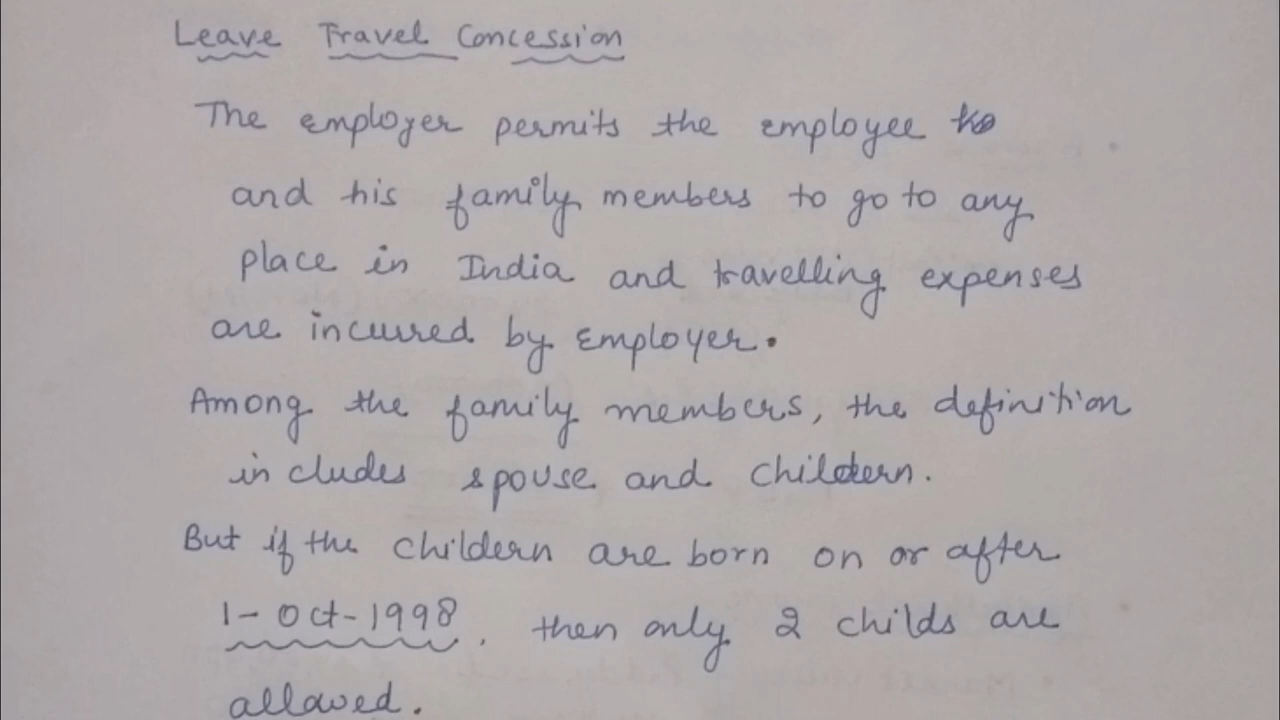 Leave Travel Concession
The employer permits the employee to
and his family members to go to any
place in India and travelling expenses
are incurred by employer.
Among the family members, the definition
includes spouse and childern.
But if the childern are born on or after
1-Oct-1998, then only 2 childs are
allowed.